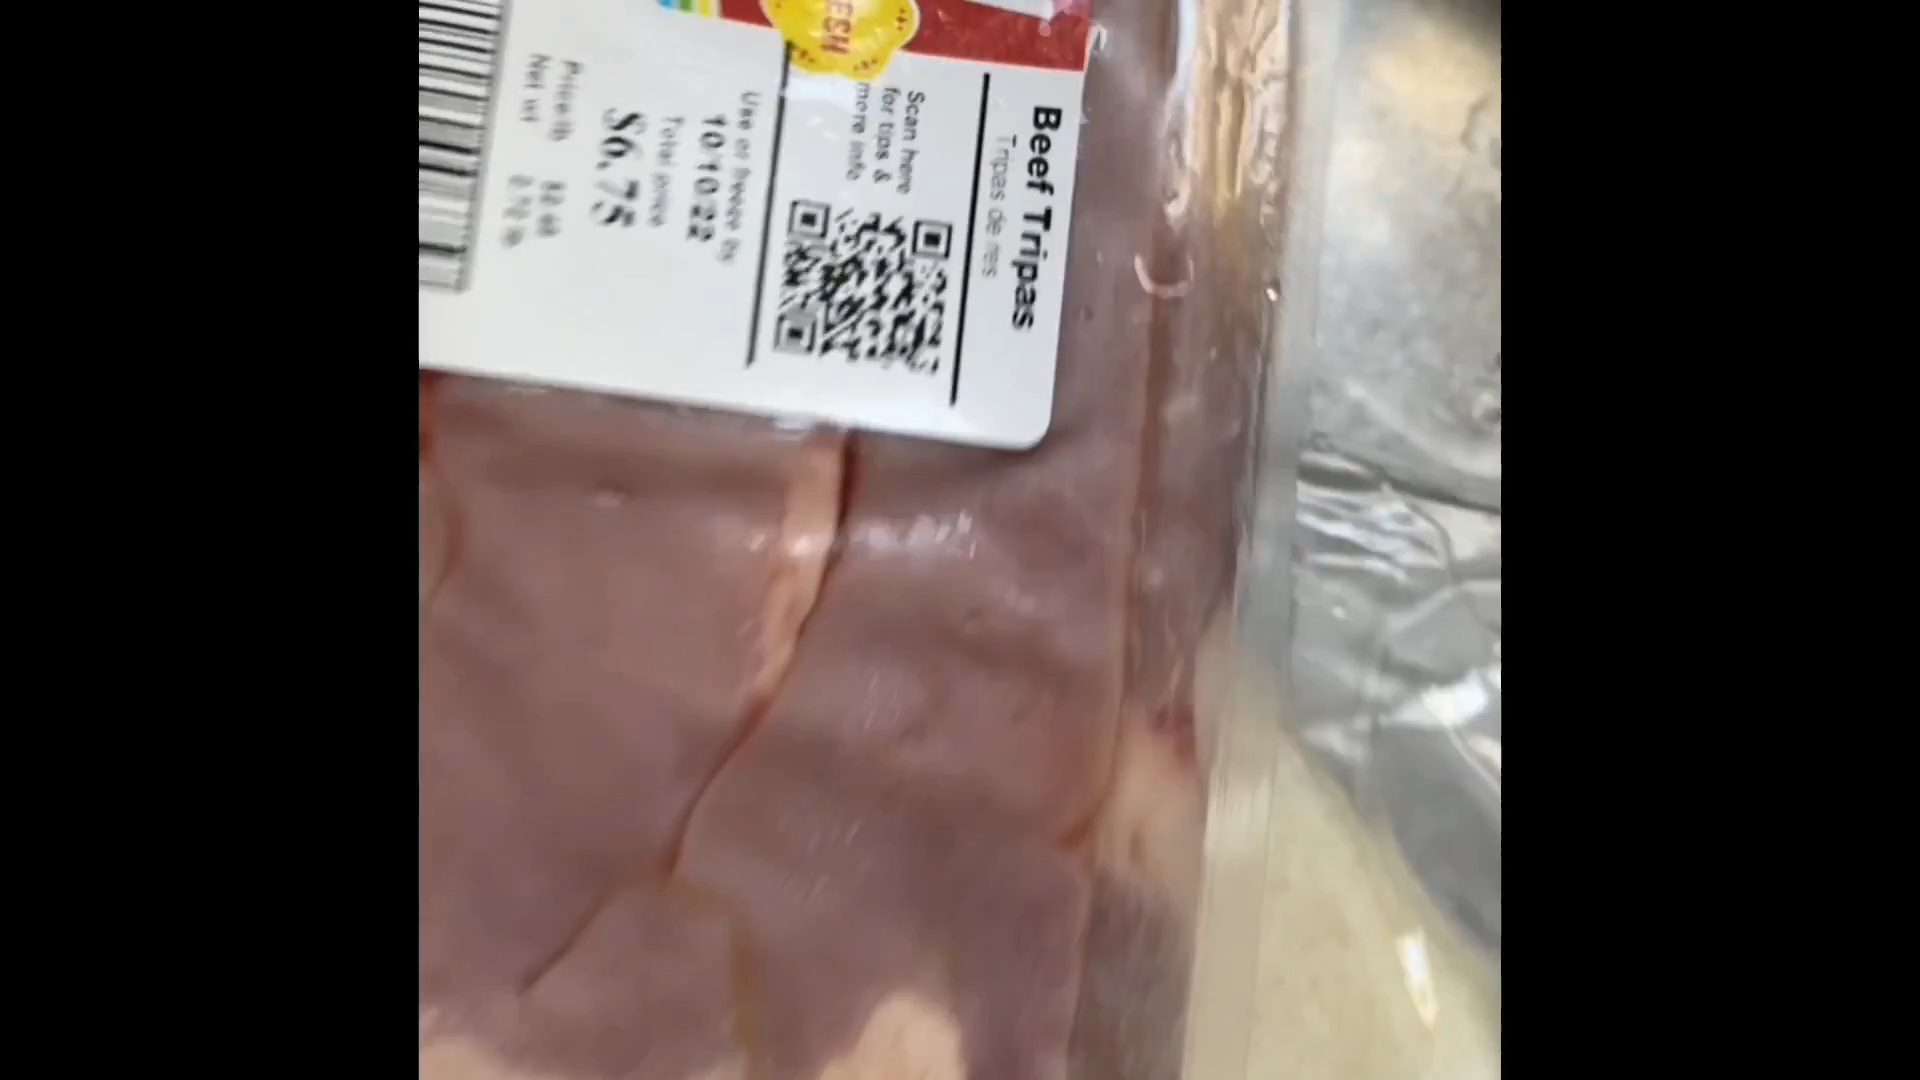 ESH
Beef Tripas
Tripas de res
Scan here
for tips &
more info
Use or freeze by
10/10/22
Total price
$6.75
Price/lb
Net wt